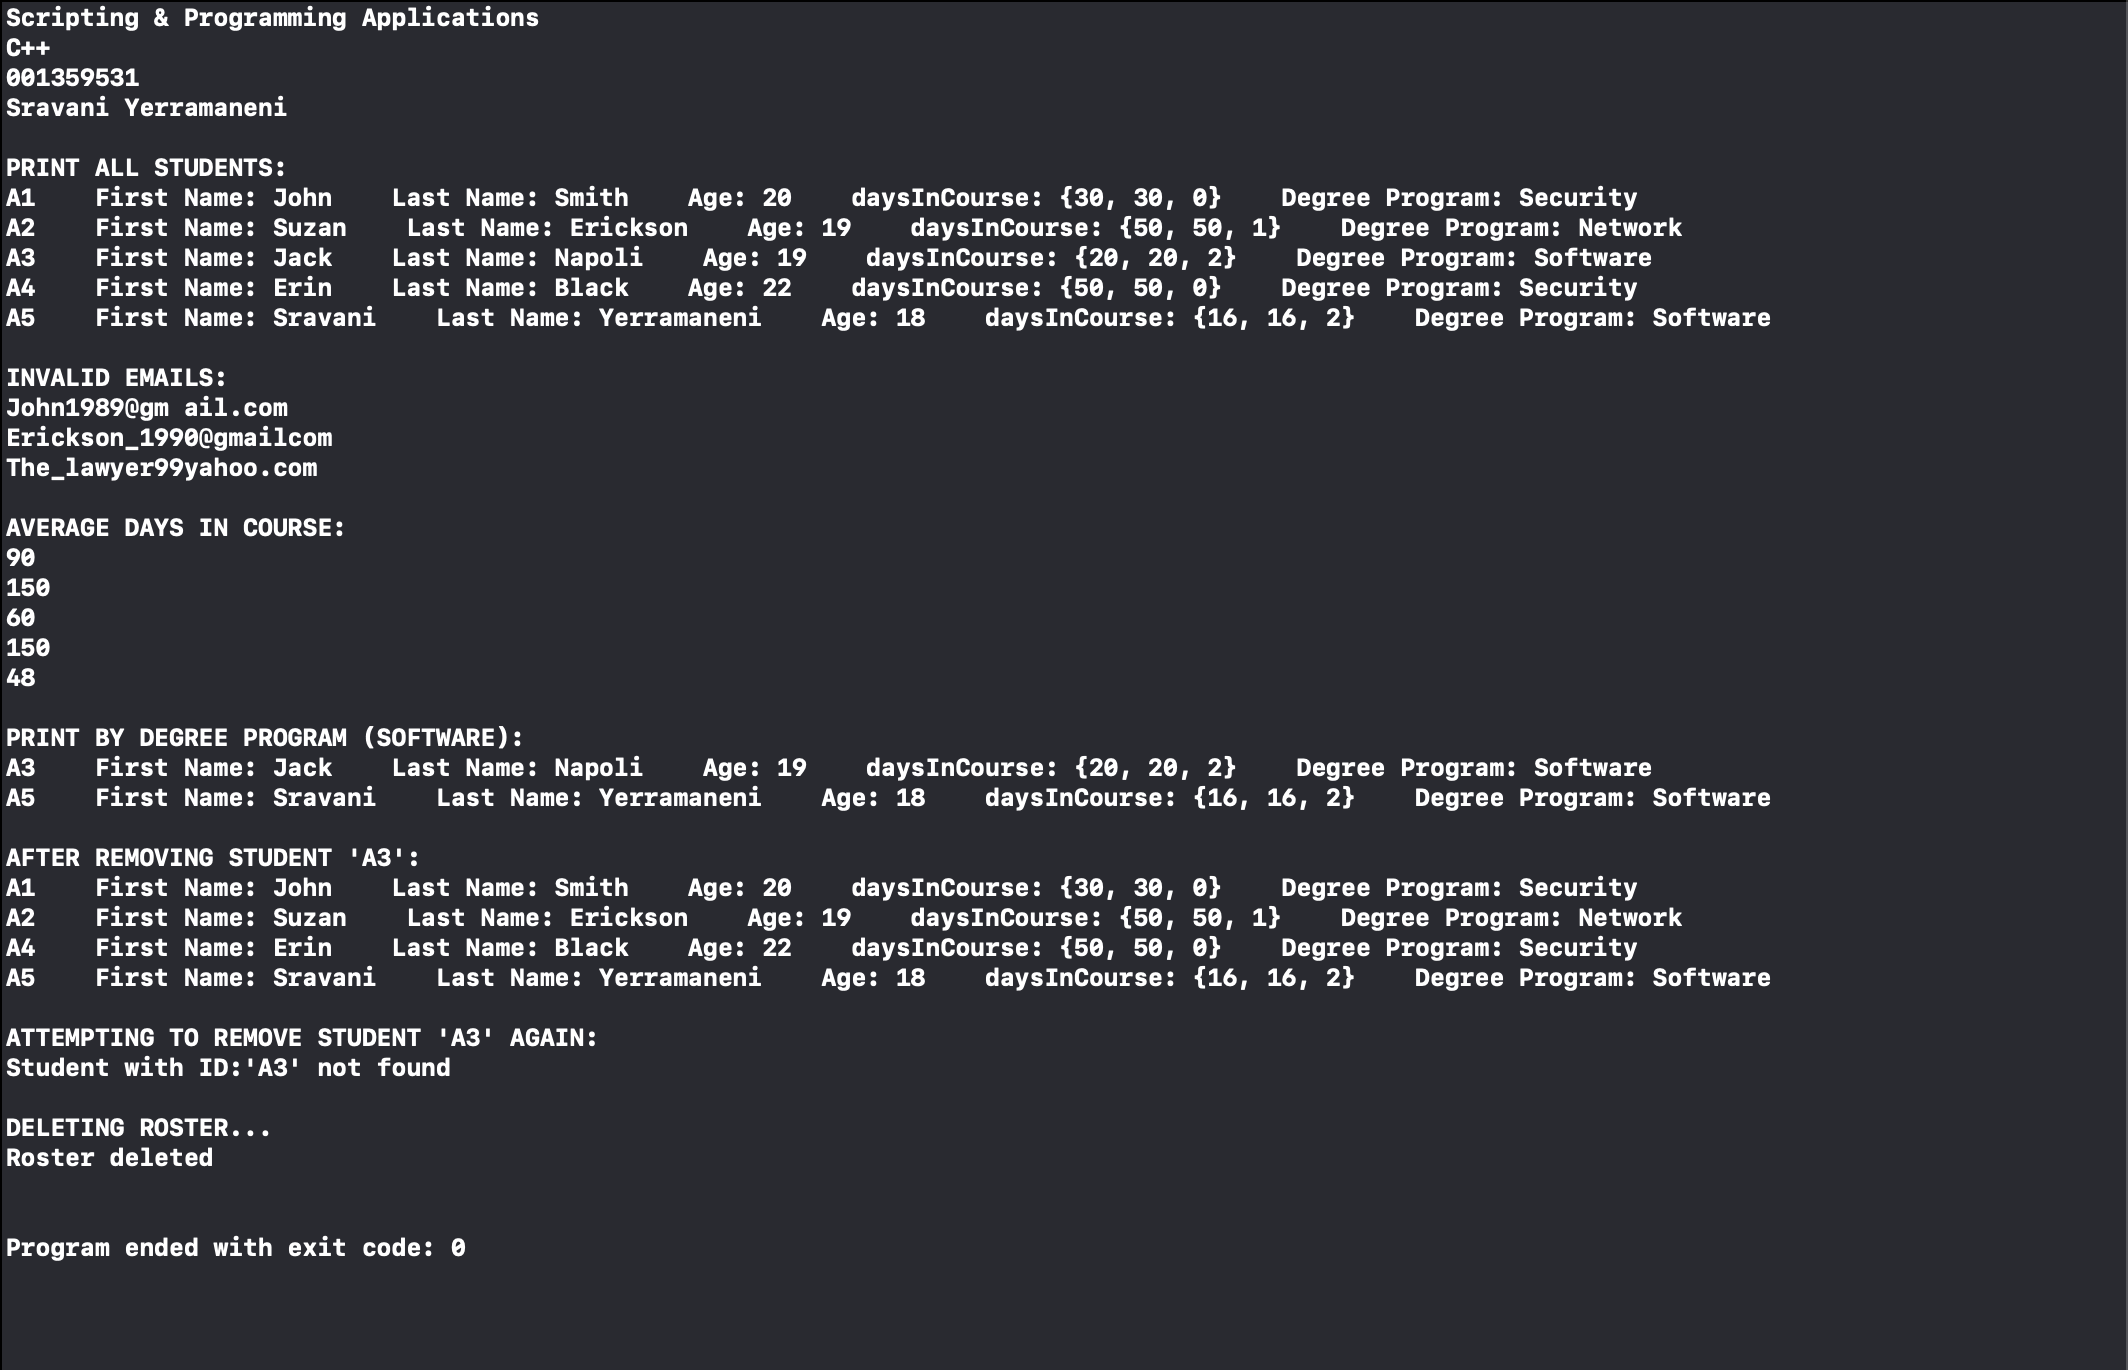 Scripting & Programming Applications
C++
001359531
Sravani Yerramaneni
PRINT ALL STUDENTS:
A1    First Name: John    Last Name: Smith    Age: 20    daysInCourse: {30, 30, 0}    Degree Program: Security
A2    First Name: Suzan    Last Name: Erickson    Age: 19    daysInCourse: {50, 50, 1}    Degree Program: Network
A3    First Name: Jack    Last Name: Napoli    Age: 19    daysInCourse: {20, 20, 2}    Degree Program: Software
A4    First Name: Erin    Last Name: Black    Age: 22    daysInCourse: {50, 50, 0}    Degree Program: Security
A5    First Name: Sravani    Last Name: Yerramaneni    Age: 18    daysInCourse: {16, 16, 2}    Degree Program: Software
INVALID EMAILS:
John1989@gm ail.com
Erickson_1990@gmailcom
The_lawyer99yahoo.com
AVERAGE DAYS IN COURSE:
90
150
60
150
48
PRINT BY DEGREE PROGRAM (SOFTWARE):
A3    First Name: Jack    Last Name: Napoli    Age: 19    daysInCourse: {20, 20, 2}    Degree Program: Software
A5    First Name: Sravani    Last Name: Yerramaneni    Age: 18    daysInCourse: {16, 16, 2}    Degree Program: Software
AFTER REMOVING STUDENT 'A3':
A1    First Name: John    Last Name: Smith    Age: 20    daysInCourse: {30, 30, 0}    Degree Program: Security
A2    First Name: Suzan    Last Name: Erickson    Age: 19    daysInCourse: {50, 50, 1}    Degree Program: Network
A4    First Name: Erin    Last Name: Black    Age: 22    daysInCourse: {50, 50, 0}    Degree Program: Security
A5    First Name: Sravani    Last Name: Yerramaneni    Age: 18    daysInCourse: {16, 16, 2}    Degree Program: Software
ATTEMPTING TO REMOVE STUDENT 'A3' AGAIN:
Student with ID:'A3' not found
DELETING ROSTER...
Roster deleted
Program ended with exit code: 0